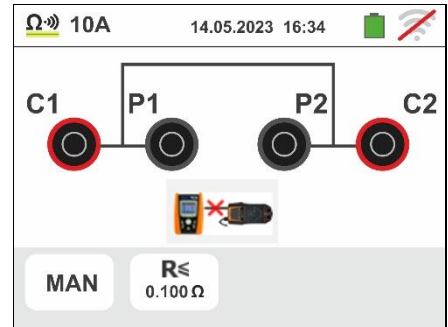 Ω 10A 14.05.2023 16:34
C1 P1 P2 C2
MAN R≤
0.100 Ω